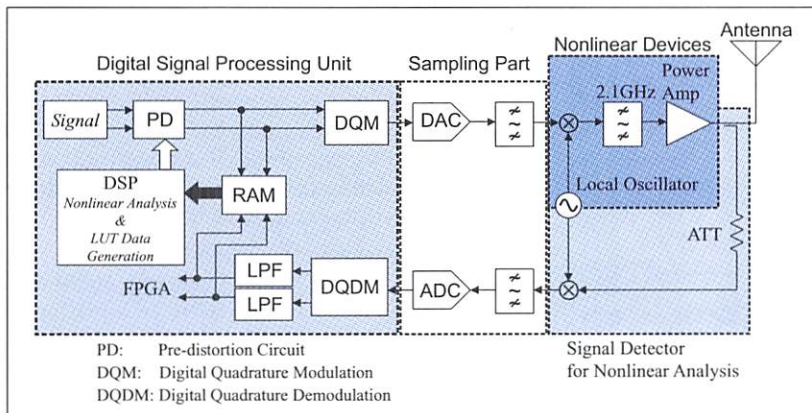 Antenna
Digital Signal Processing Unit
Sampling Part
Nonlinear Devices
Power
Amp
2.1GHz
Signal
PD
DQM
DAC
DSP
Nonlinear Analysis
&
LUT Data
Generation
RAM
Local Oscillator
ATT
FPGA
LPF
LPF
DQDM
ADC
PD: Pre-distortion Circuit
DQM: Digital Quadrature Modulation
DQDM: Digital Quadrature Demodulation
Signal Detector
for Nonlinear Analysis